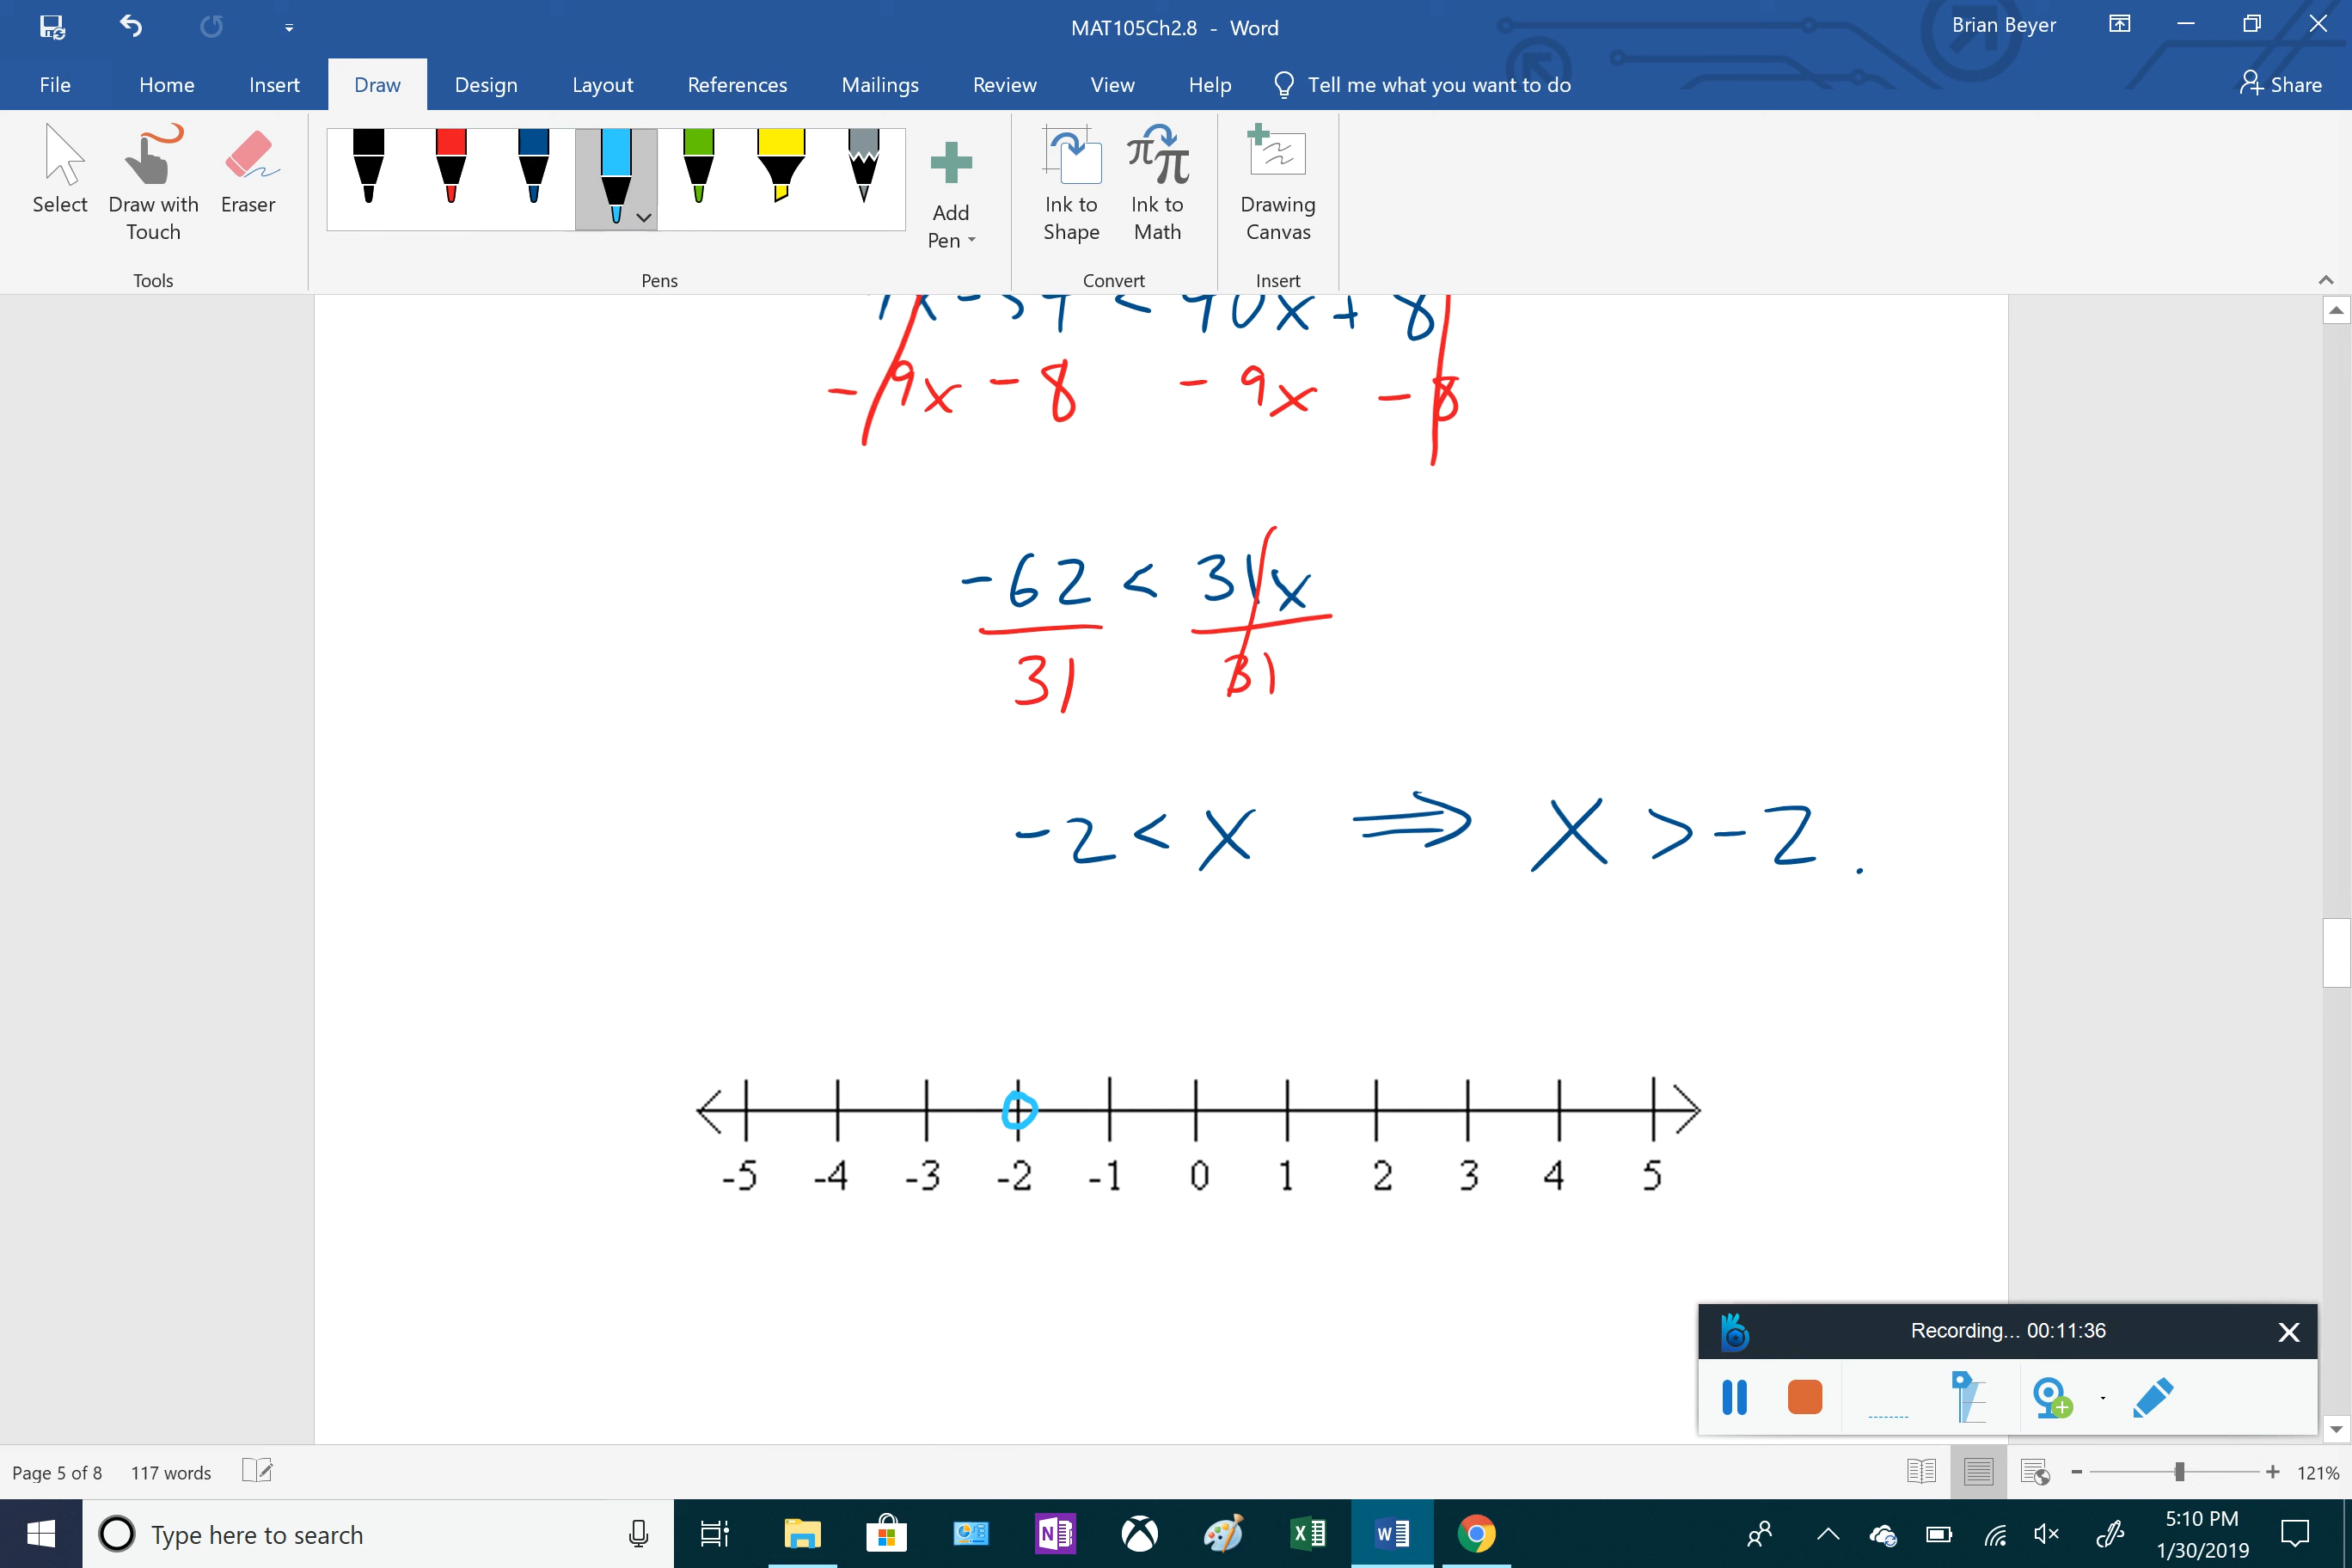 MAT105Ch2.8 - Word
Brian Beyer
File Home Insert Draw Design Layout References Mailings Review View Help Tell me what you want to do Share
Select Draw with Touch Eraser Add Pen Ink to Shape Ink to Math Drawing Canvas
Tools Pens Convert Insert
9x - 54 < 40x + 8
- 9x - 8 - 9x - 8
-62 < 31x
31 31
-2 < x ⇒ x > -2 .
-5 -4 -3 -2 -1 0 1 2 3 4 5
Recording... 00:11:36
Page 5 of 8 117 words 121%
Type here to search
5:10 PM
1/30/2019